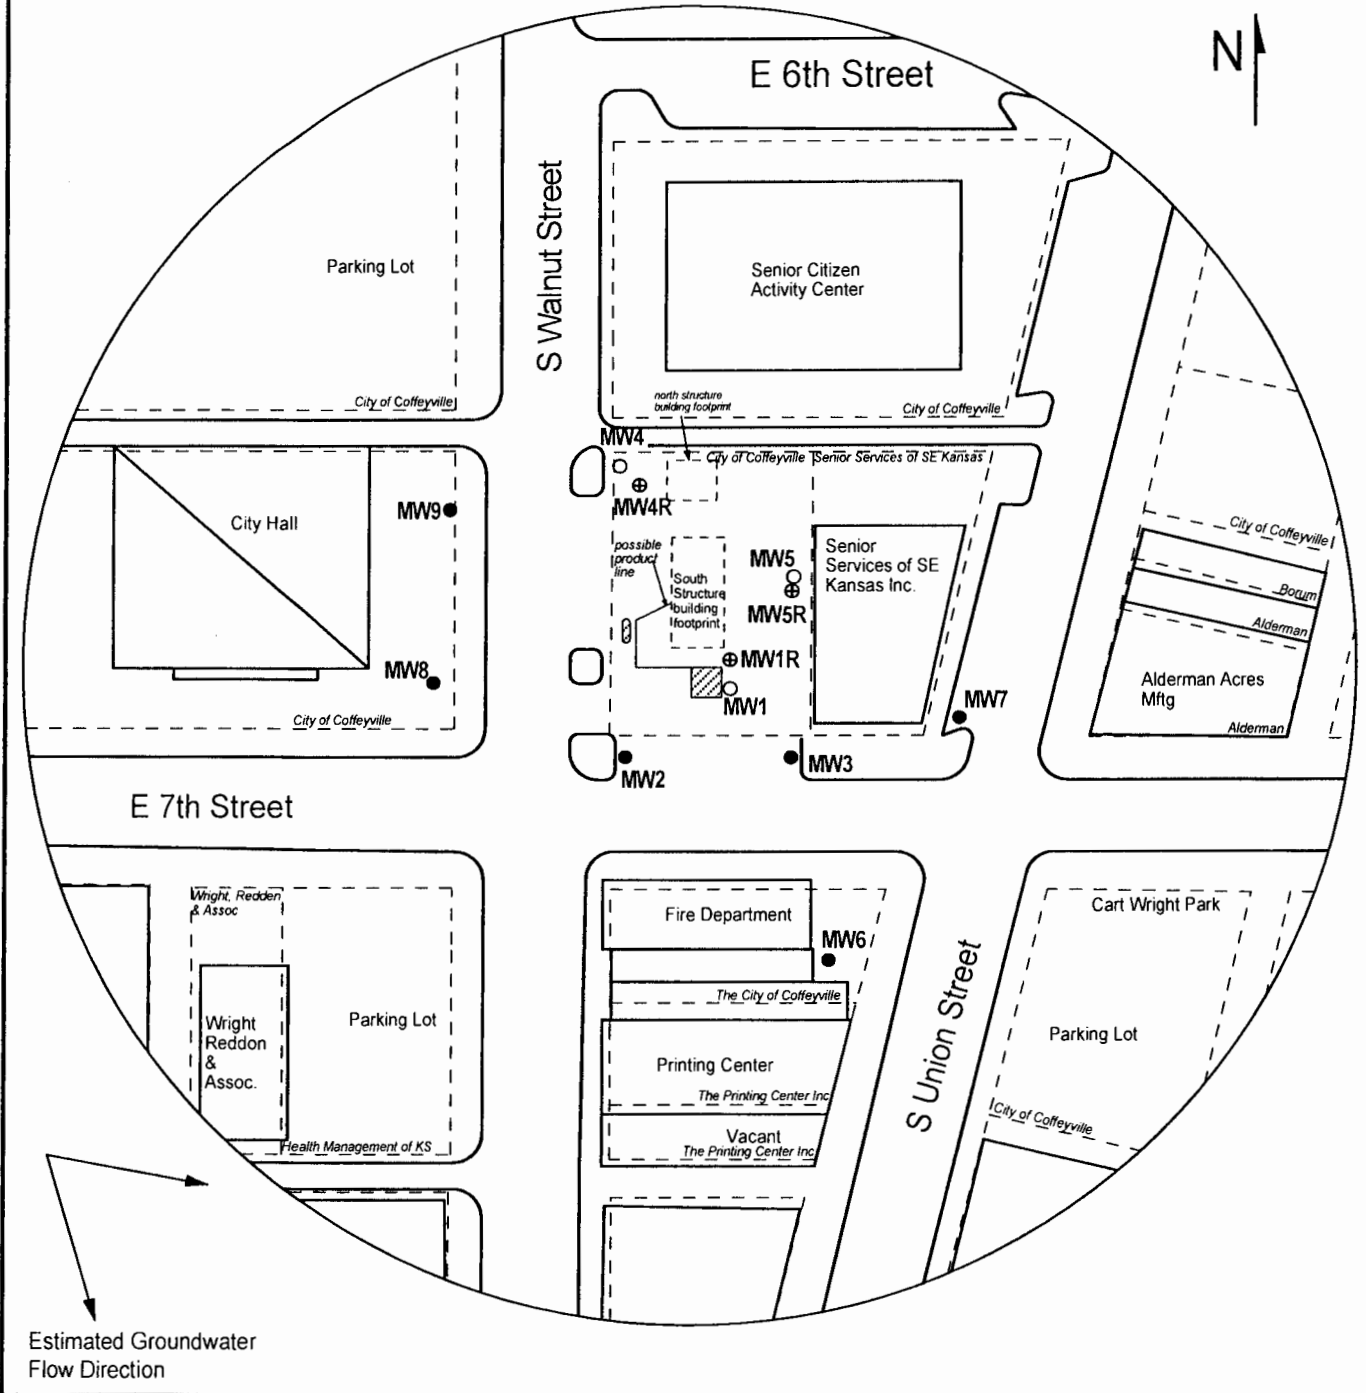 N
E 6th Street
S Walnut Street
Parking Lot
Senior Citizen
Activity Center
City of Coffeyville
north structure
building footprint
City of Coffeyville
MW4
City of Coffeyville
Senior Services of SE Kansas
MW4R
MW9
City Hall
City of Coffeyville
possible
product
line
MW5
Senior
Services of SE
Kansas Inc.
South
Structure
building
footprint
MW5R
Borum
Alderman
MW1R
MW8
Alderman Acres
Mftg
MW1
MW7
City of Coffeyville
Alderman
MW2
MW3
E 7th Street
Wright, Redden
& Assoc
Fire Department
Cart Wright Park
MW6
The City of Coffeyville
S Union Street
Wright
Reddon
&
Assoc.
Parking Lot
Parking Lot
Printing Center
The Printing Center Inc
City of Coffeyville
Vacant
The Printing Center Inc
Health Management of KS
Estimated Groundwater
Flow Direction